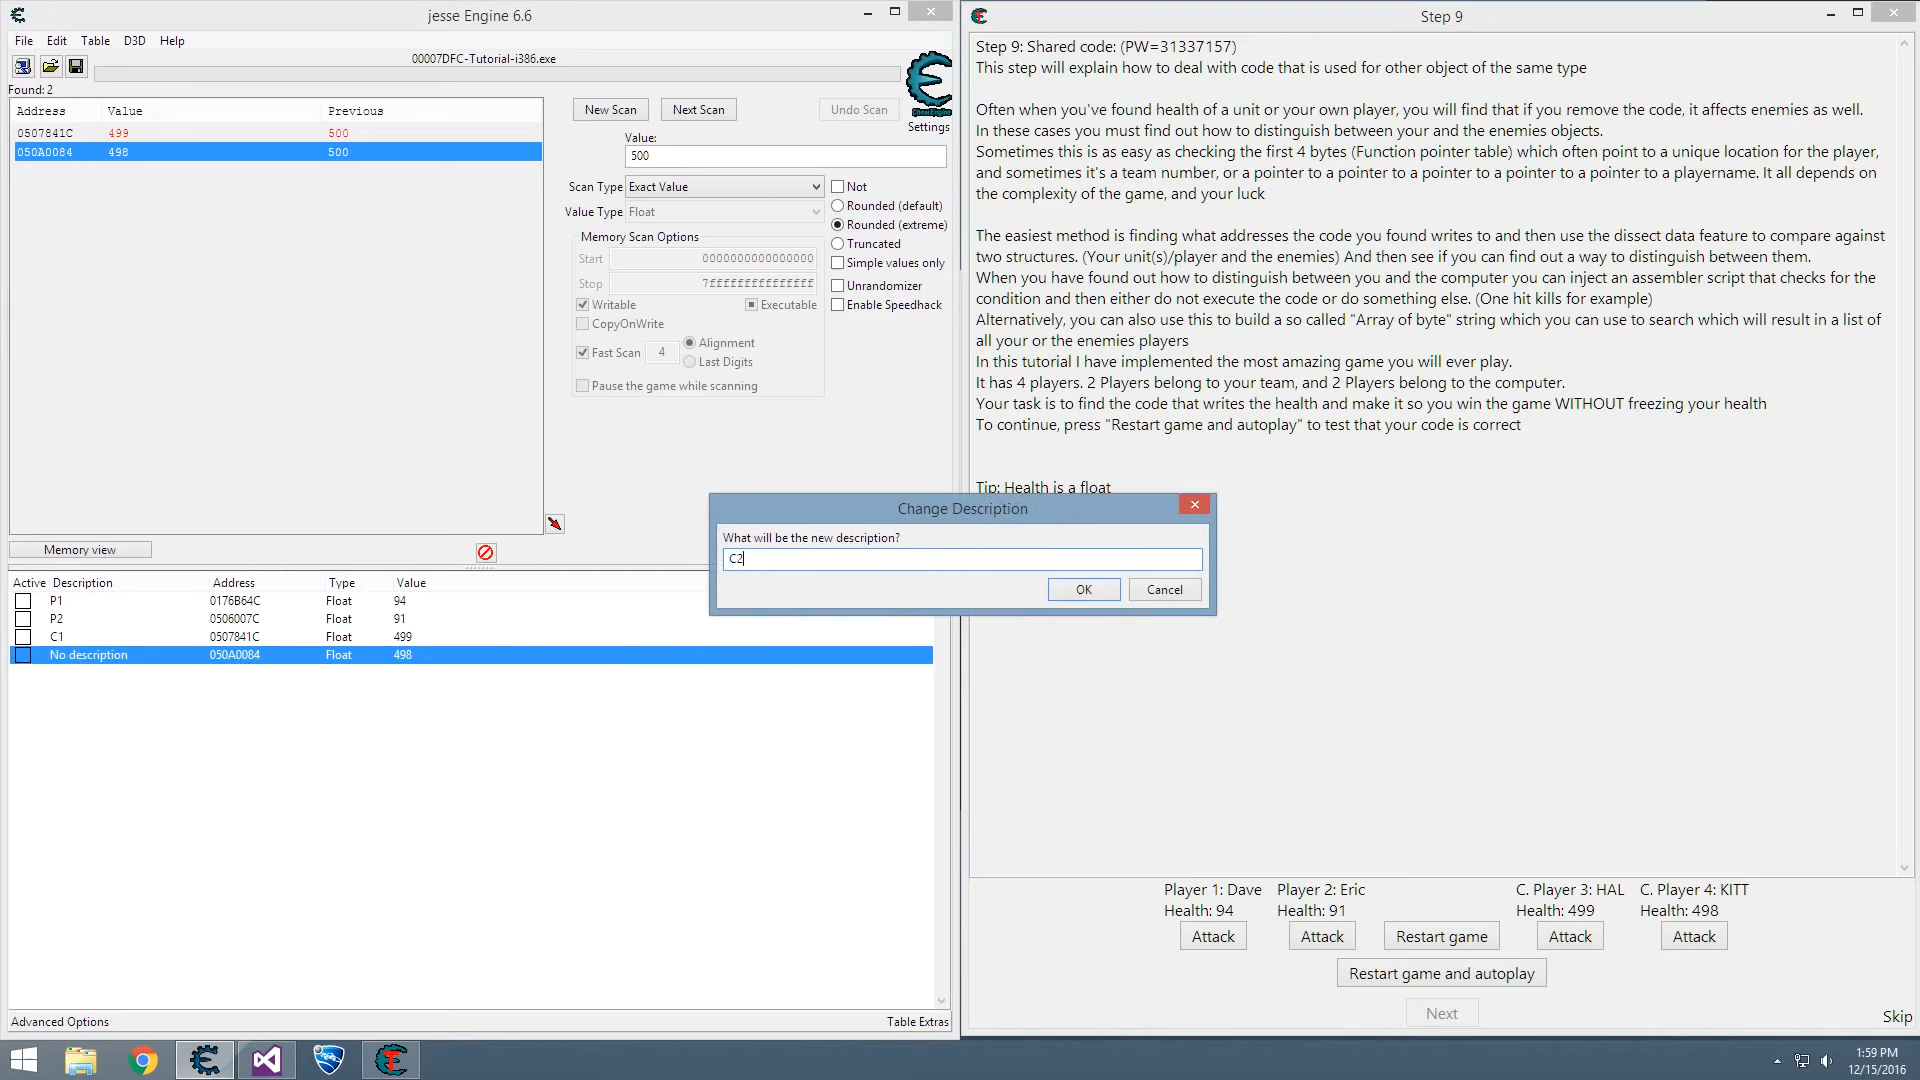 jesse Engine 6.6
File Edit Table D3D Help
00007DFC-Tutorial-i386.exe
Found: 2
Address Value Previous
0507841C 499 500
050A0084 498 500
New Scan Next Scan Undo Scan
Settings
Value:
500
Scan Type Exact Value Not
Value Type Float Rounded (default)
Rounded (extreme)
Memory Scan Options Truncated
Start 0000000000000000 Simple values only
Stop 7fffffffffffffff Unrandomizer
Writable Executable Enable Speedhack
CopyOnWrite
Fast Scan 4 Alignment
Last Digits
Pause the game while scanning
Memory view
Active Description Address Type Value
P1 0176B64C Float 94
P2 0506007C Float 91
C1 0507841C Float 499
No description 050A0084 Float 498
Advanced Options Table Extras
Change Description
What will be the new description?
C2
OK Cancel
Step 9
Step 9: Shared code: (PW=31337157)
This step will explain how to deal with code that is used for other object of the same type
Often when you've found health of a unit or your own player, you will find that if you remove the code, it affects enemies as well.
In these cases you must find out how to distinguish between your and the enemies objects.
Sometimes this is as easy as checking the first 4 bytes (Function pointer table) which often point to a unique location for the player,
and sometimes it's a team number, or a pointer to a pointer to a pointer to a pointer to a pointer to a playername. It all depends on
the complexity of the game, and your luck
The easiest method is finding what addresses the code you found writes to and then use the dissect data feature to compare against
two structures. (Your unit(s)/player and the enemies) And then see if you can find out a way to distinguish between them.
When you have found out how to distinguish between you and the computer you can inject an assembler script that checks for the
condition and then either do not execute the code or do something else. (One hit kills for example)
Alternatively, you can also use this to build a so called "Array of byte" string which you can use to search which will result in a list of
all your or the enemies players
In this tutorial I have implemented the most amazing game you will ever play.
It has 4 players. 2 Players belong to your team, and 2 Players belong to the computer.
Your task is to find the code that writes the health and make it so you win the game WITHOUT freezing your health
To continue, press "Restart game and autoplay" to test that your code is correct
Tip: Health is a float
Player 1: Dave Player 2: Eric C. Player 3: HAL C. Player 4: KITT
Health: 94 Health: 91 Health: 499 Health: 498
Attack Attack Restart game Attack Attack
Restart game and autoplay
Next
Skip
1:59 PM
12/15/2016